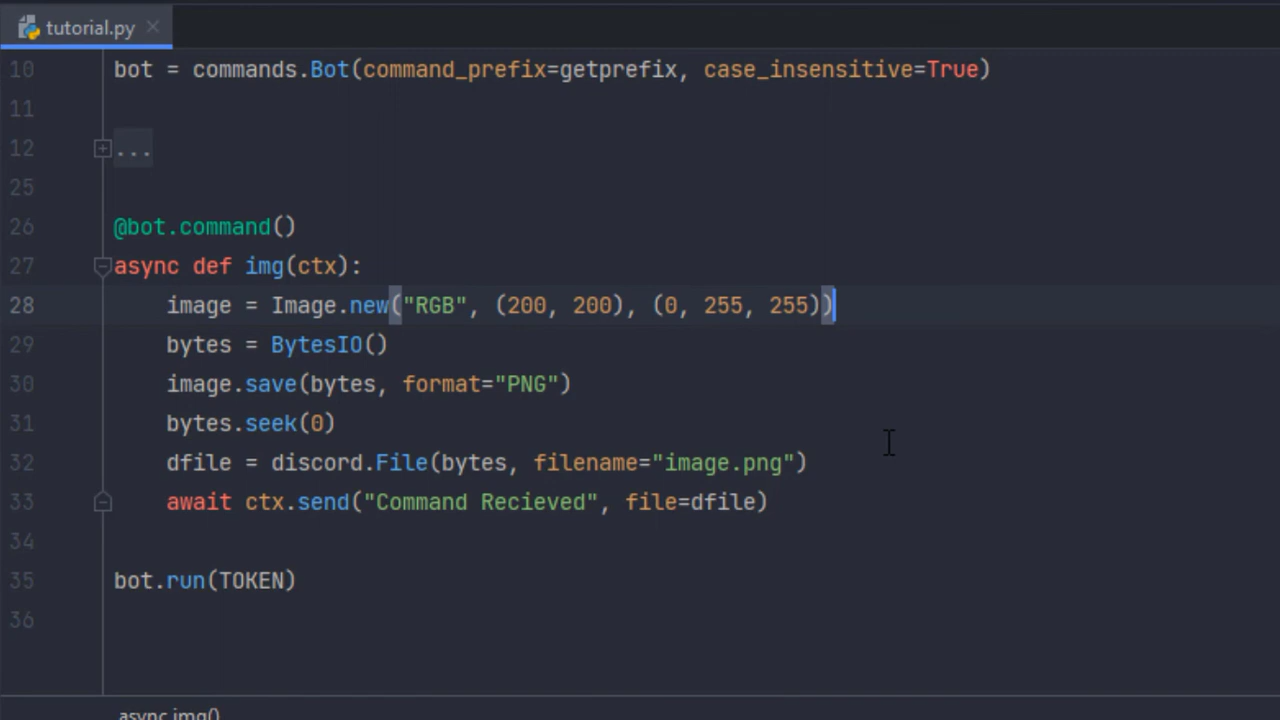 tutorial.py
10 bot = commands.Bot(command_prefix=getprefix, case_insensitive=True)
11
12 ...
25
26 @bot.command()
27 async def img(ctx):
28 image = Image.new("RGB", (200, 200), (0, 255, 255))
29 bytes = BytesIO()
30 image.save(bytes, format="PNG")
31 bytes.seek(0)
32 dfile = discord.File(bytes, filename="image.png")
33 await ctx.send("Command Recieved", file=dfile)
34
35 bot.run(TOKEN)
36
async img()